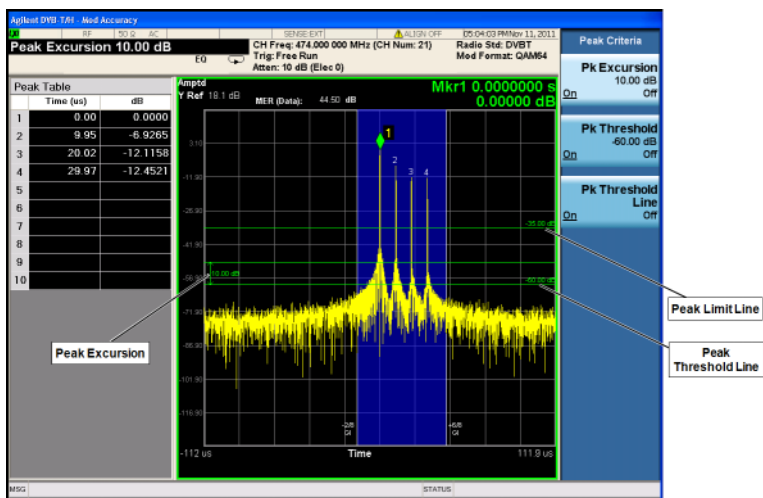 Agilent DVB-T/H - Mod Accuracy
RF 50 Ω AC SENSE:EXT ALIGN OFF 05:04:03 PM Nov 11, 2011
Peak Excursion 10.00 dB
CH Freq: 474.000 000 MHz (CH Num: 21) Radio Std: DVBT
EQ Trig: Free Run Mod Format: QAM64
Atten: 10 dB (Elec 0)
Peak Criteria
Pk Excursion
10.00 dB
On Off
Pk Threshold
-60.00 dB
On Off
Pk Threshold
Line
On Off
Peak Table
Time (us) dB
1 0.00 0.0000
2 9.95 -6.9265
3 20.02 -12.1158
4 29.97 -12.4521
5
6
7
8
9
10
Amptd
Y Ref 18.1 dB
MER (Data): 44.50 dB
Mkr1 0.0000000 s
0.00000 dB
1
2
3 4
3.10
-11.90
-26.90
-35.00 dB
-41.90
10.00 dB
-56.90
-60.00 dB
-71.90
-86.90
-101.90
-116.90
-2/8
GI
+6/8
GI
-112 us Time 111.9 us
Peak Limit Line
Peak Excursion
Peak
Threshold Line
MSG STATUS